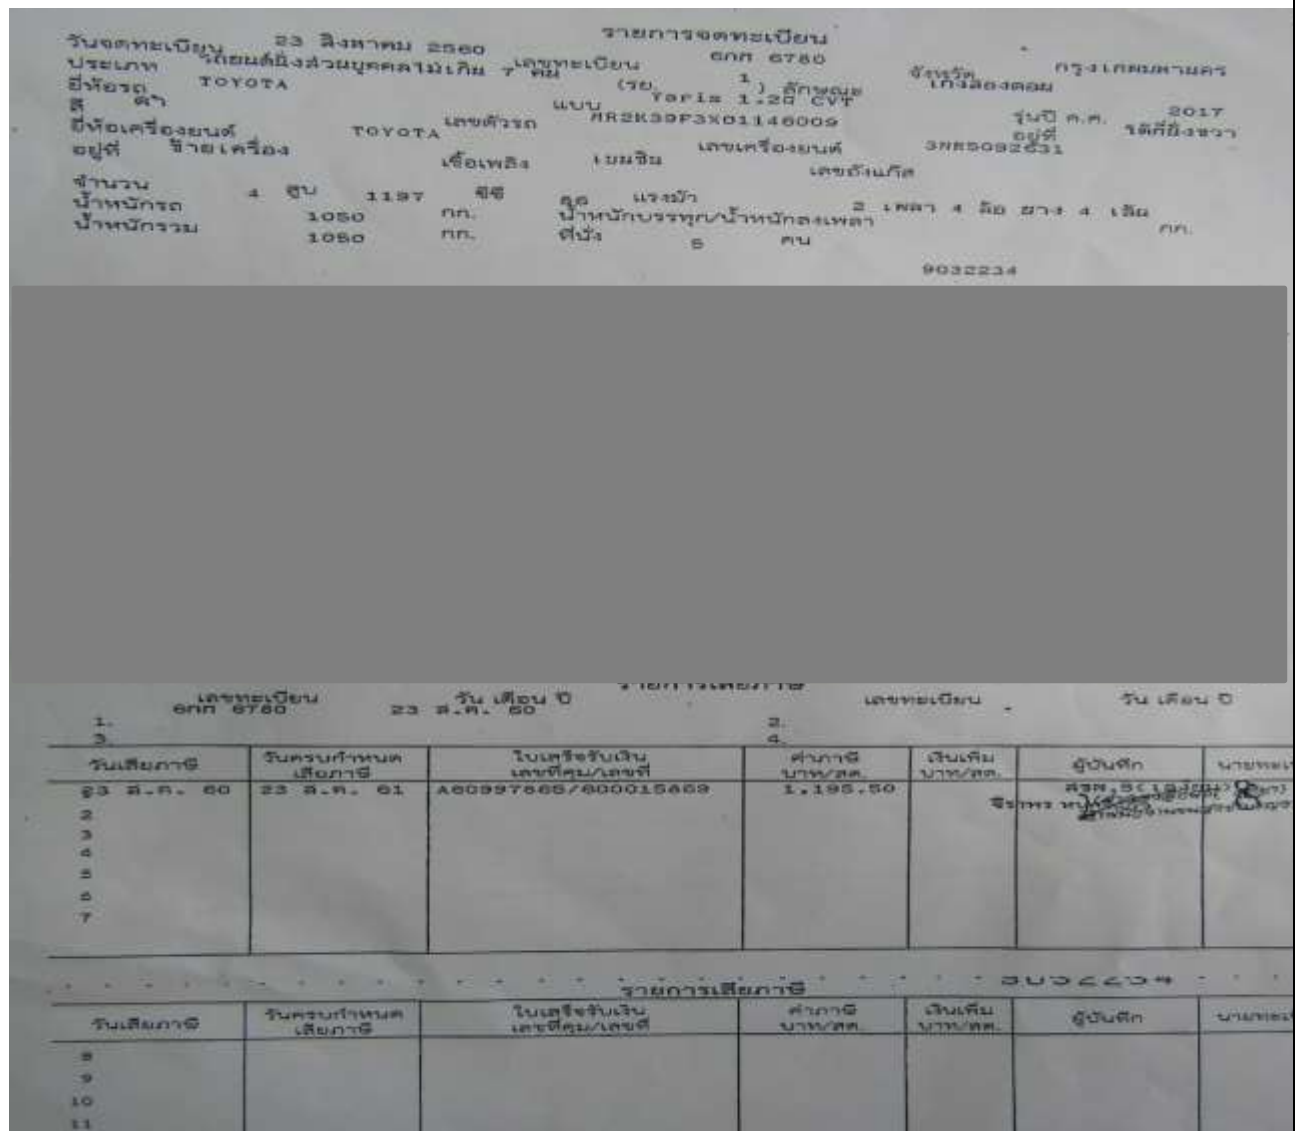 รายการจดทะเบียน
วันจดทะเบียน 23 สิงหาคม 2560 เลขทะเบียน 6กก 6780 จังหวัด กรุงเทพมหานคร
ประเภท รถยนต์นั่งส่วนบุคคลไม่เกิน 7 คน (รย. 1 ) ลักษณะ เก๋งสองตอน
ยี่ห้อรถ TOYOTA แบบ Yaris 1.2G CVT รุ่นปี ค.ศ. 2017
สี ดำ เลขตัวรถ MR2K39F3X01146009 อยู่ที่ ใต้ที่นั่งขวา
ยี่ห้อเครื่องยนต์ TOYOTA เลขเครื่องยนต์ 3NR5092631
อยู่ที่ ซ้ายเครื่อง เชื้อเพลิง เบนซิน เลขถังแก๊ส
จำนวน 4 สูบ 1197 ซีซี แรงม้า 2 เพลา 4 ล้อ ยาง 4 เส้น
น้ำหนักรถ 1050 กก. น้ำหนักบรรทุก/น้ำหนักลงเพลา กก.
น้ำหนักรวม 1050 กก. ที่นั่ง 5 คน
9032234
รายการเสียภาษี
เลขทะเบียน วัน เดือน ปี เลขทะเบียน วัน เดือน ปี
1. 6กก 6780 23 ส.ค. 60 2.
3. 4.
วันเสียภาษี วันครบกำหนดเสียภาษี ใบเสร็จรับเงิน เลขที่คุม/เลขที่ ค่าภาษี บาท/สต. เงินเพิ่ม บาท/สต. ผู้บันทึก
23 ส.ค. 60 23 ส.ค. 61 A60997665/600015869 1,195.50
2
3
4
5
6
7
รายการเสียภาษี
วันเสียภาษี วันครบกำหนดเสียภาษี ใบเสร็จรับเงิน เลขที่คุม/เลขที่ ค่าภาษี บาท/สต. เงินเพิ่ม บาท/สต. ผู้บันทึก
8
9
10
11